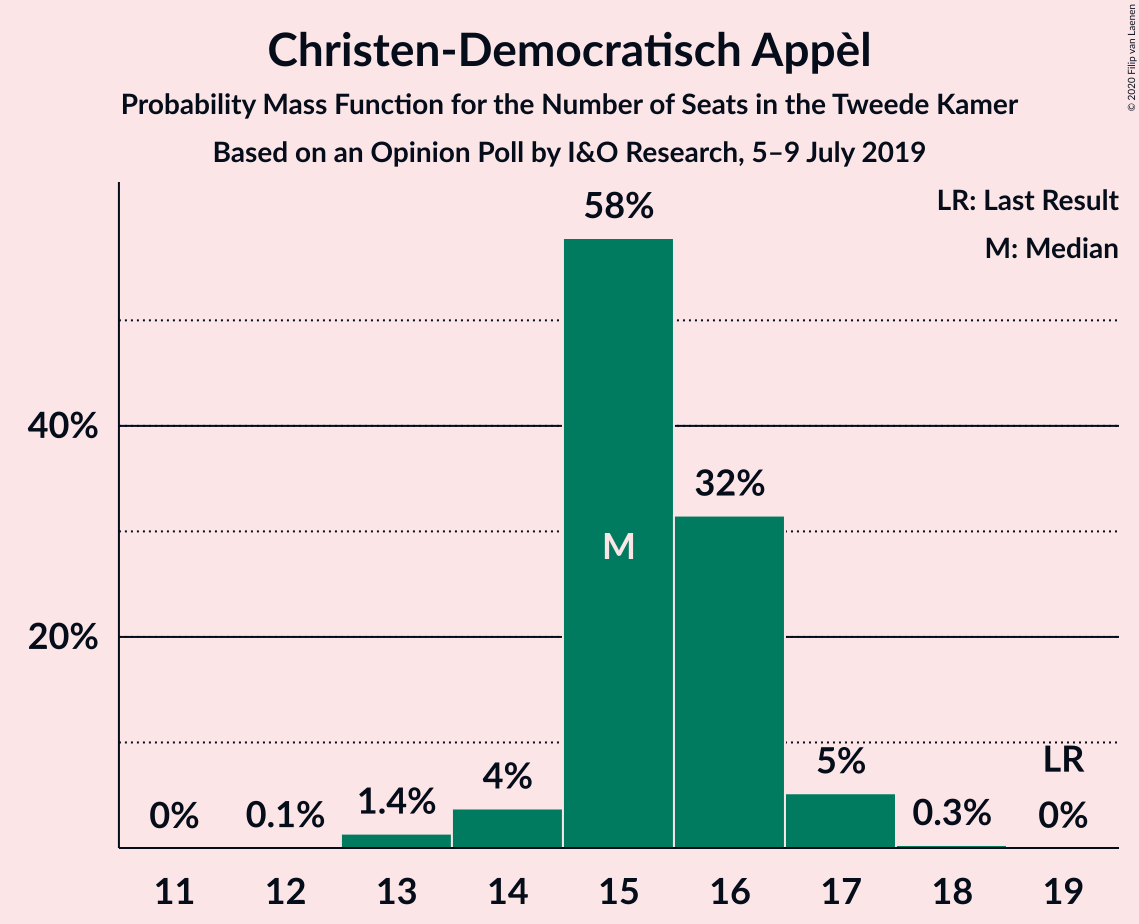 Christen-Democratisch Appèl
Probability Mass Function for the Number of Seats in the Tweede Kamer
Based on an Opinion Poll by I&O Research, 5–9 July 2019
© 2020 Filip van Laenen
LR: Last Result
M: Median
58%
40%
32%
M
20%
5%
LR
4%
1.4%
0%
0.1%
0.3%
0%
11 12 13 14 15 16 17 18 19